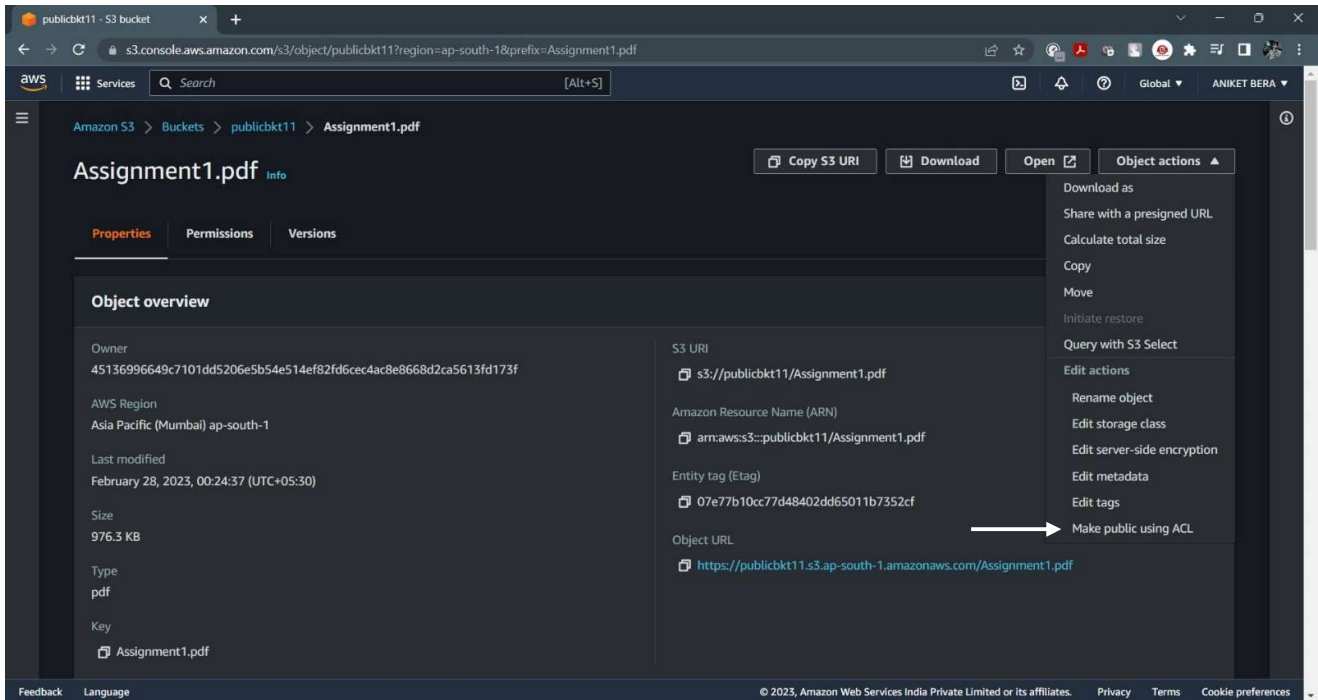 publicbkt11 - S3 bucket
s3.console.aws.amazon.com/s3/object/publicbkt11?region=ap-south-1&prefix=Assignment1.pdf
aws Services Search [Alt+S] Global ANIKET BERA
Amazon S3 > Buckets > publicbkt11 > Assignment1.pdf
Assignment1.pdf Info
Copy S3 URI Download Open Object actions
Download as
Share with a presigned URL
Calculate total size
Copy
Move
Initiate restore
Query with S3 Select
Edit actions
Rename object
Edit storage class
Edit server-side encryption
Edit metadata
Edit tags
Make public using ACL
Properties Permissions Versions
Object overview
Owner
45136996649c7101dd5206e5b54e514ef82fd6cec4ac8e8668d2ca5613fd173f
AWS Region
Asia Pacific (Mumbai) ap-south-1
Last modified
February 28, 2023, 00:24:37 (UTC+05:30)
Size
976.3 KB
Type
pdf
Key
Assignment1.pdf
S3 URI
s3://publicbkt11/Assignment1.pdf
Amazon Resource Name (ARN)
arn:aws:s3:::publicbkt11/Assignment1.pdf
Entity tag (Etag)
07e77b10cc77d48402dd65011b7352cf
Object URL
https://publicbkt11.s3.ap-south-1.amazonaws.com/Assignment1.pdf
Feedback Language © 2023, Amazon Web Services India Private Limited or its affiliates. Privacy Terms Cookie preferences